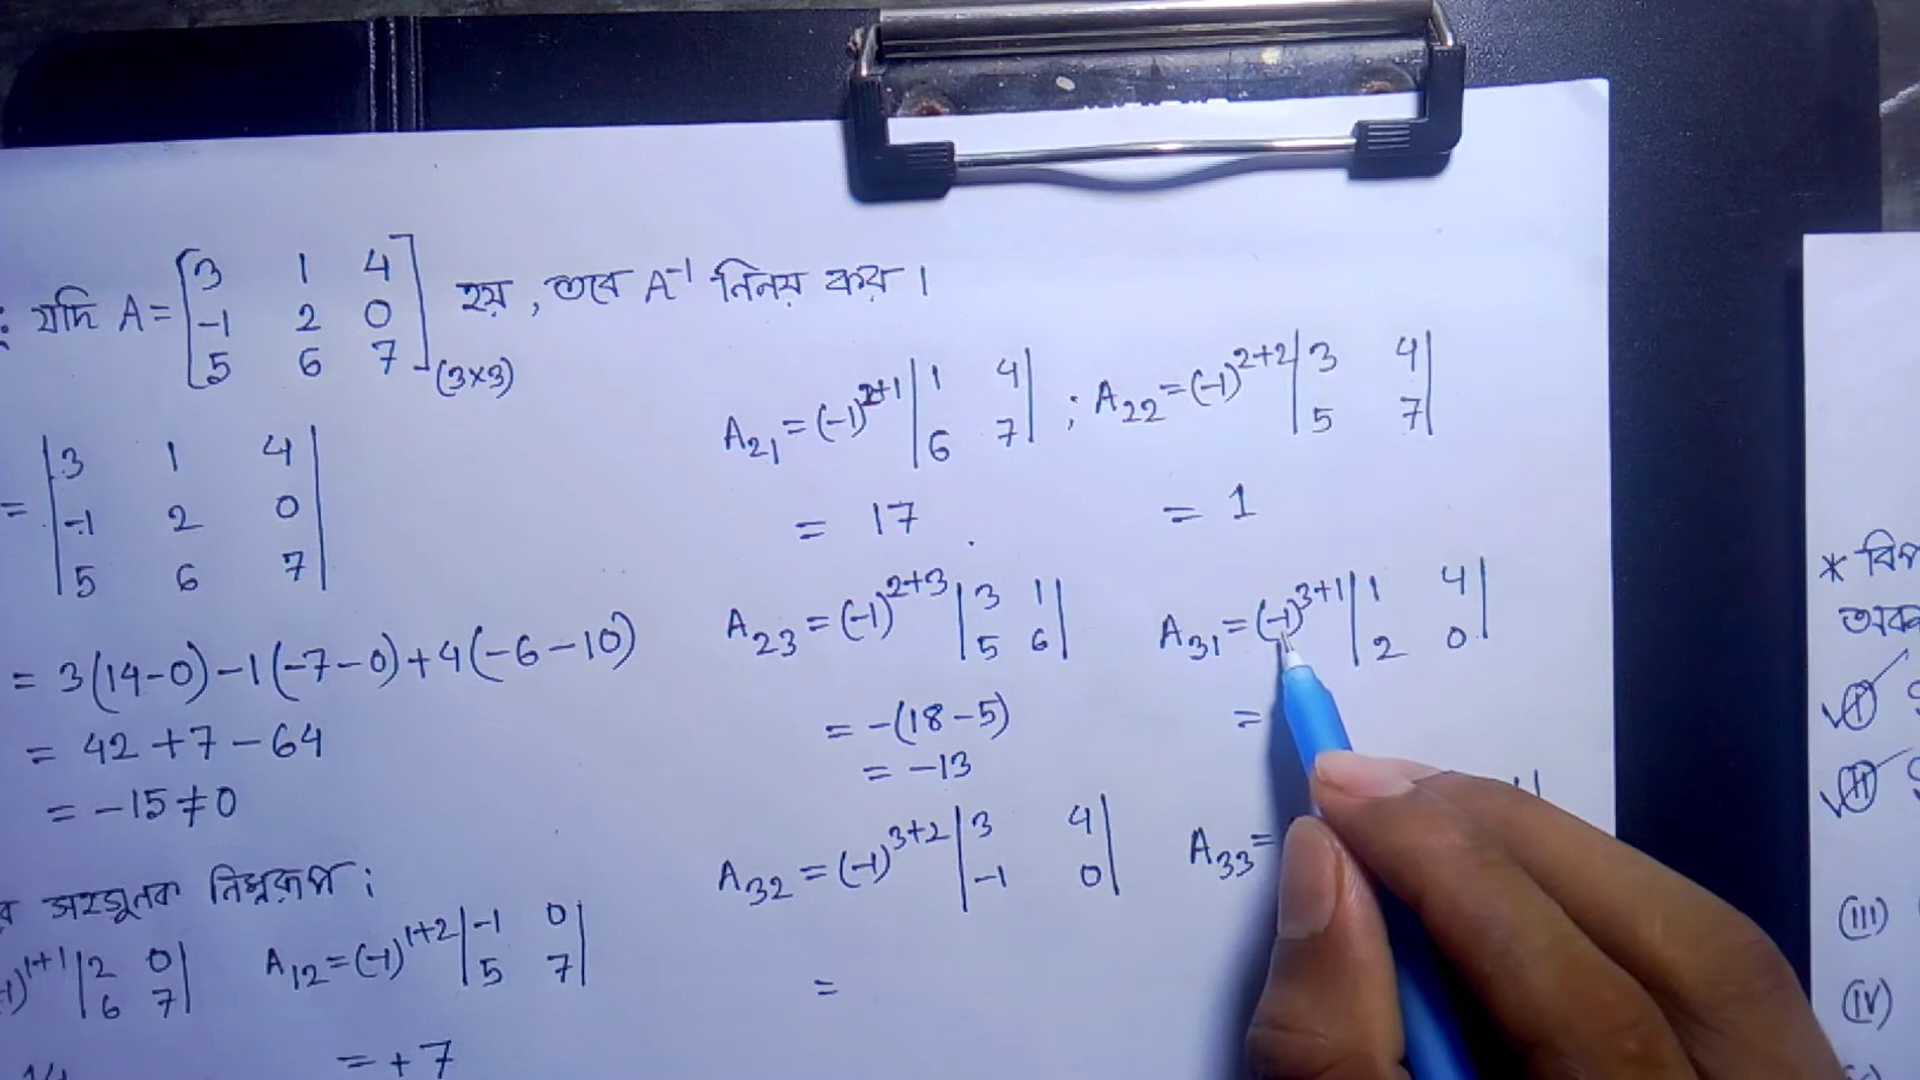 যদি A = [3 1 4
-1 2 0
5 6 7] (3×3) হয়, তবে A⁻¹ নিনয় কর।
= |3 1 4
-1 2 0
5 6 7|
= 3(14-0)-1(-7-0)+4(-6-10)
= 42+7-64
= -15≠0
নিম্নরূপ;
1)¹⁺¹ |2 0
6 7|
A₁₂=(-1)¹⁺² |-1 0
5 7|
= +7
A₂₁=(-1)²⁺¹ |1 4
6 7| ; A₂₂=(-1)²⁺² |3 4
5 7|
= 17
= 1
A₂₃=(-1)²⁺³ |3 1
5 6|
A₃₁=(-1)³⁺¹ |1 4
2 0|
= -(18-5)
=
= -13
A₃₂=(-1)³⁺² |3 4
-1 0|
A₃₃=
=
*
(I)
(II)
(III)
(IV)